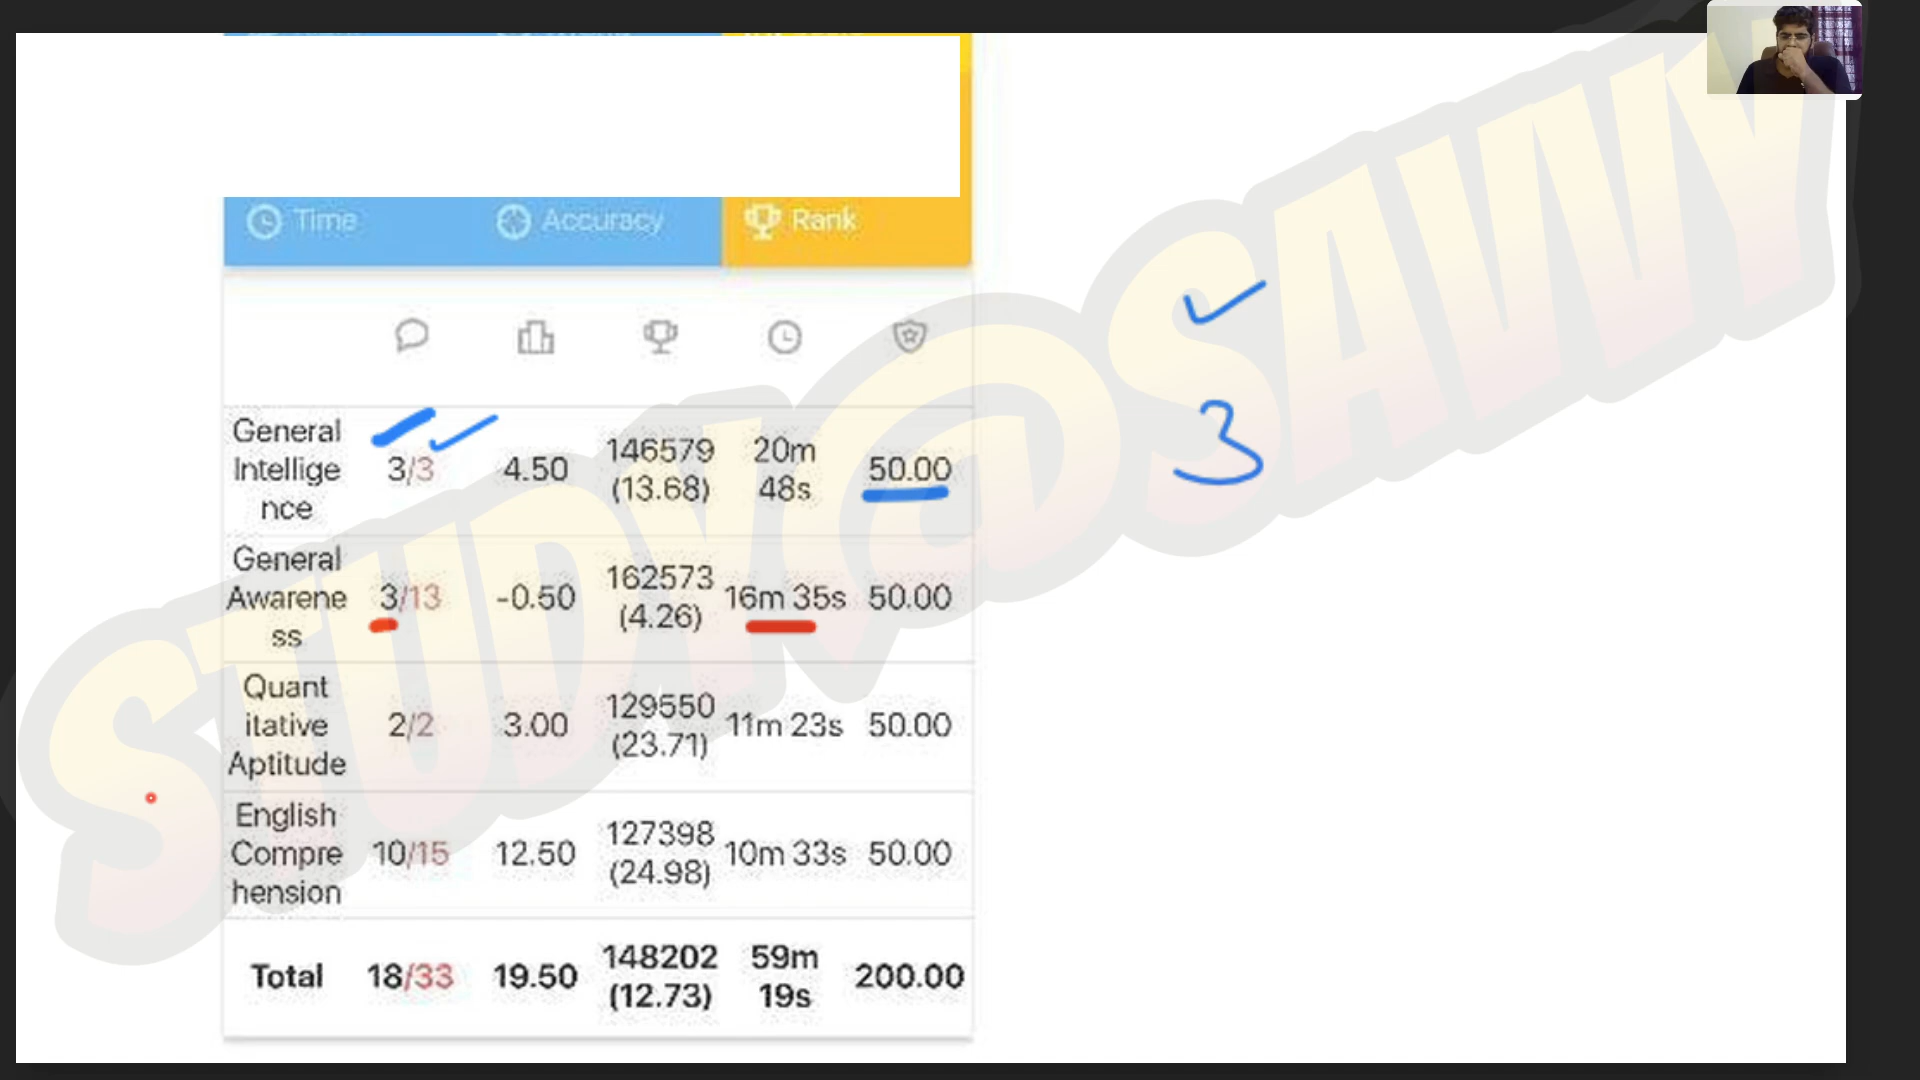 Time Accuracy Rank
General
Intellige
nce
3/3 4.50 146579
(13.68) 20m
48s 50.00
General
Awarene
ss
3/13 -0.50 162573
(4.26) 16m 35s 50.00
Quant
itative
Aptitude
2/2 3.00 129550
(23.71) 11m 23s 50.00
English
Compre
hension
10/15 12.50 127398
(24.98) 10m 33s 50.00
Total 18/33 19.50 148202
(12.73) 59m
19s 200.00
3
STUDY@SAVVY